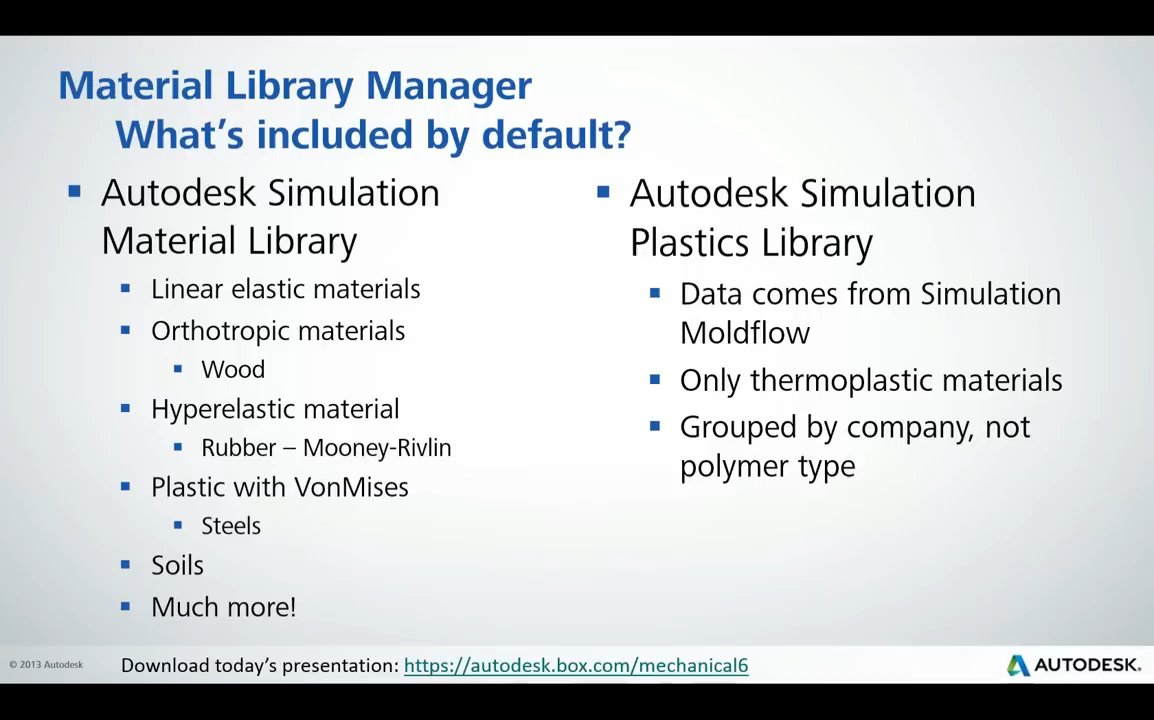 Material Library Manager
What's included by default?
▪ Autodesk Simulation
Material Library
▪ Linear elastic materials
▪ Orthotropic materials
▪ Wood
▪ Hyperelastic material
▪ Rubber – Mooney-Rivlin
▪ Plastic with VonMises
▪ Steels
▪ Soils
▪ Much more!
▪ Autodesk Simulation
Plastics Library
▪ Data comes from Simulation
Moldflow
▪ Only thermoplastic materials
▪ Grouped by company, not
polymer type
© 2013 Autodesk
Download today's presentation: https://autodesk.box.com/mechanical6
AUTODESK.